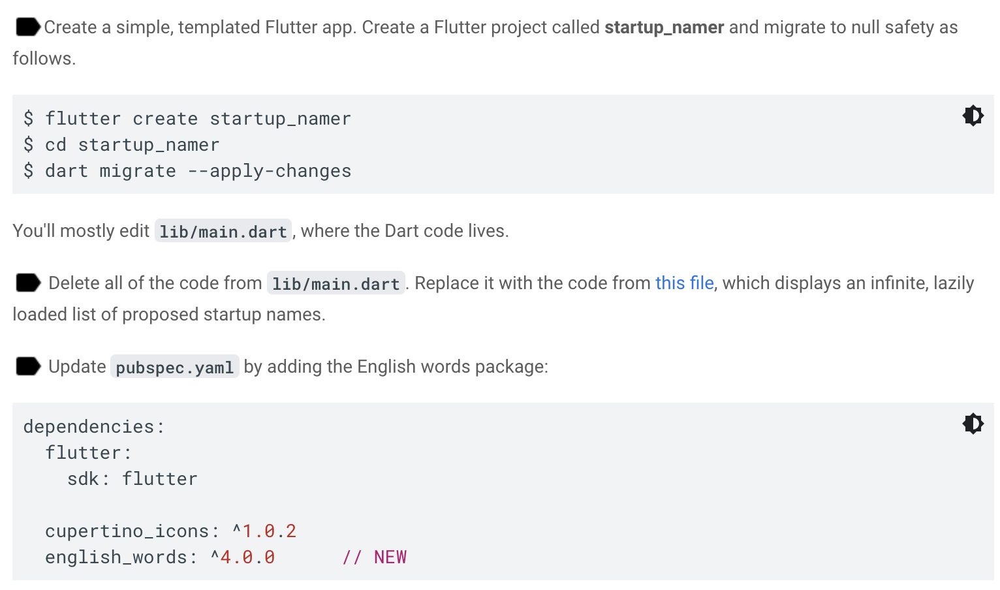 Create a simple, templated Flutter app. Create a Flutter project called startup_namer and migrate to null safety as
follows.
$ flutter create startup_namer
$ cd startup_namer
$ dart migrate --apply-changes
You'll mostly edit lib/main.dart, where the Dart code lives.
Delete all of the code from lib/main.dart. Replace it with the code from this file, which displays an infinite, lazily
loaded list of proposed startup names.
Update pubspec.yaml by adding the English words package:
dependencies:
  flutter:
    sdk: flutter
  cupertino_icons: ^1.0.2
  english_words: ^4.0.0      // NEW